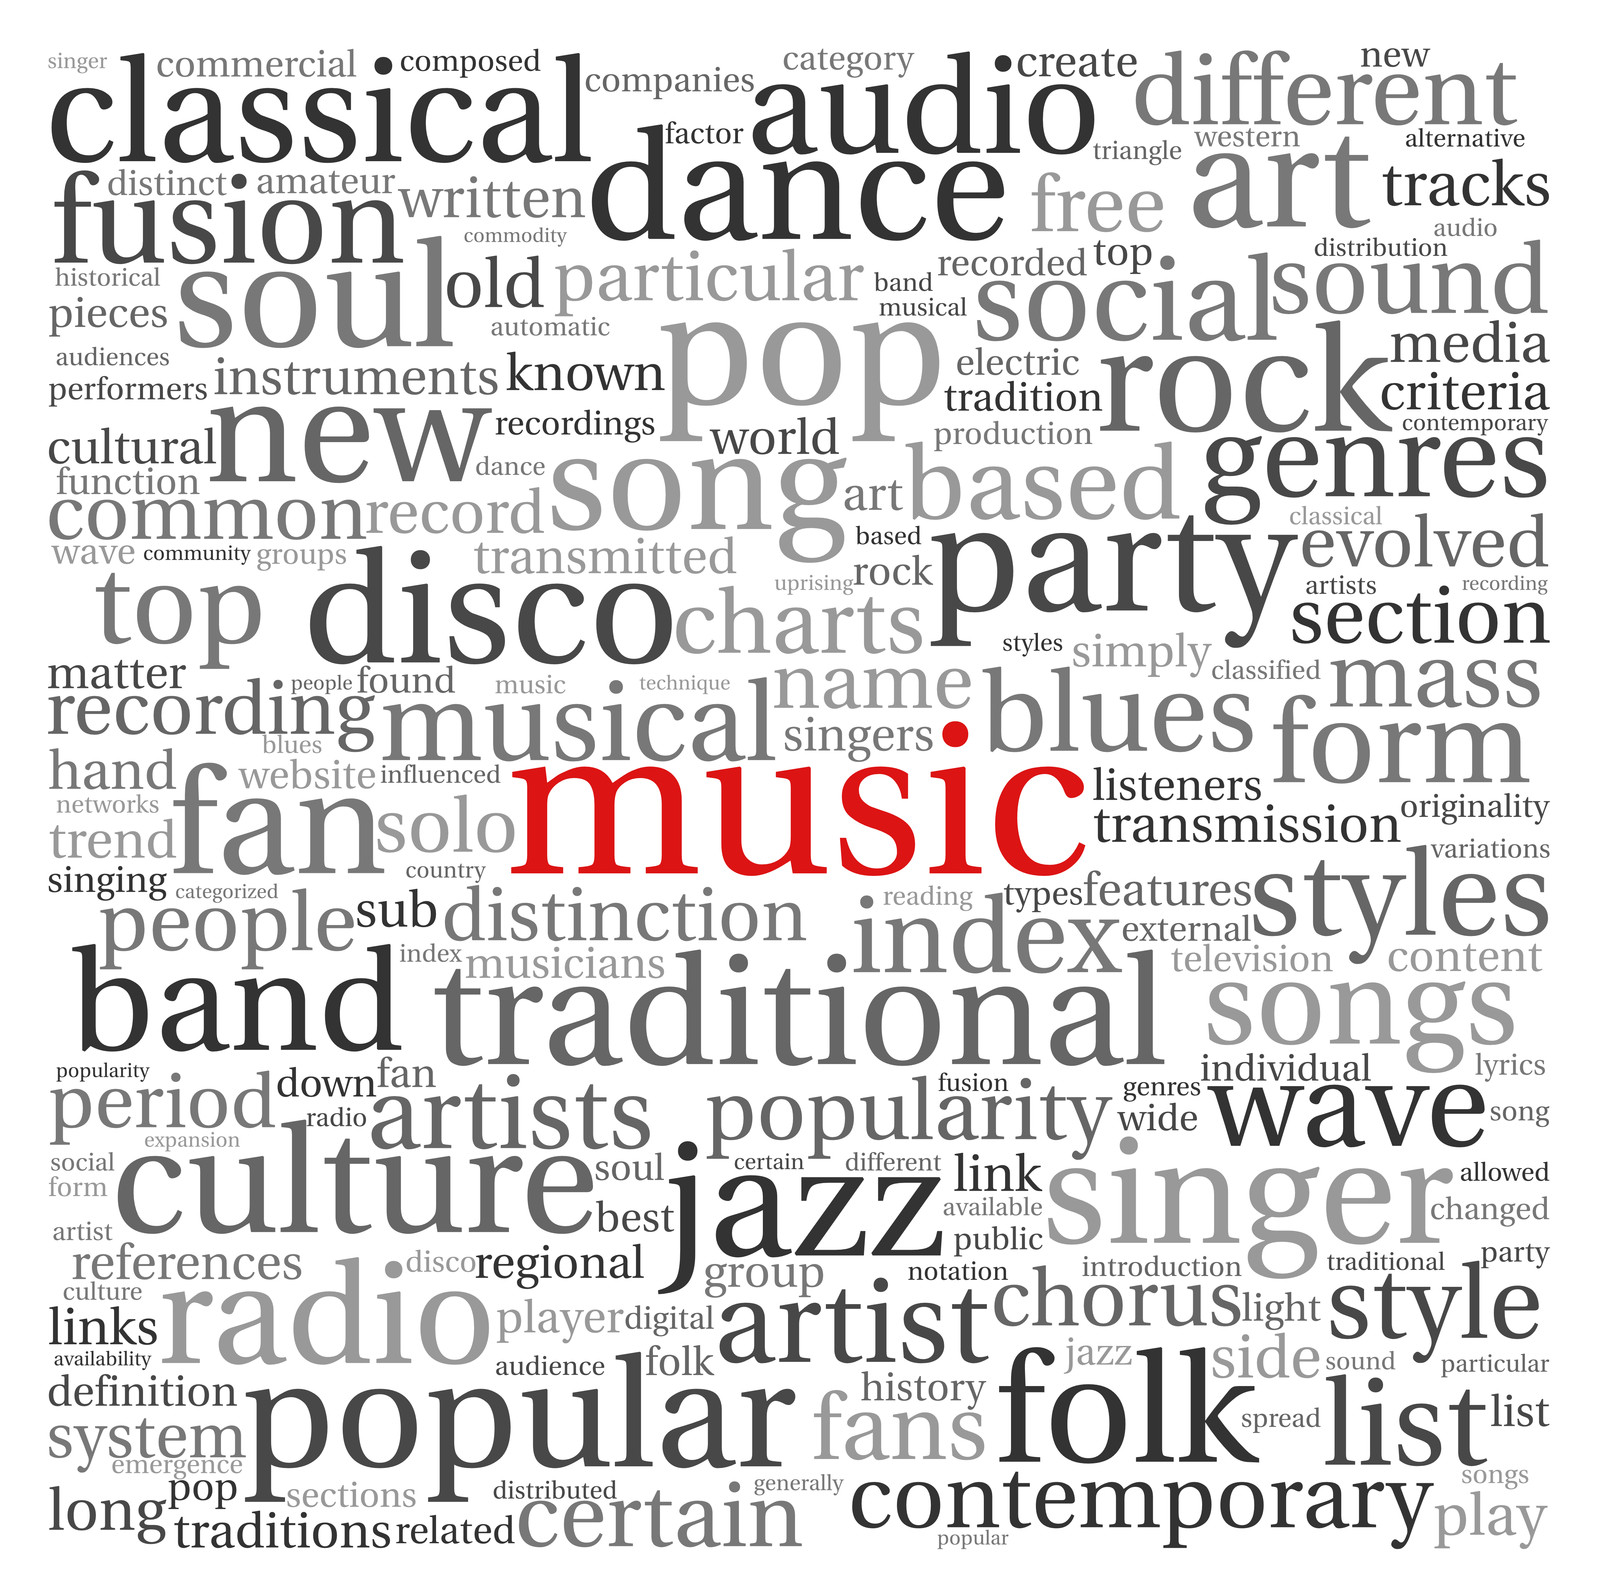 singer commercial composed companies category create different new
classical audio
factor dance triangle western alternative
distinct amateur written free art tracks
fusion commodity audio
historical soul old particular recorded top distribution
pieces automatic band musical social sound
audiences pop electric rock media
performers instruments known tradition criteria
cultural new recordings world production contemporary
function dance song art based genres
common record based classical
wave community groups transmitted rock party evolved
top disco uprising charts artists recording
section
matter people found music technique name styles simply classified mass
recording musical singers blues form
blues
hand website influenced music listeners
networks fan solo transmission originality
trend country variations
singing categorized reading types features styles
people sub distinction index external
band index musicians television content
traditional songs
popularity down fan fusion genres individual lyrics
period radio artists popularity wide wave song
expansion
social culture soul jazz certain different link singer allowed
form available changed
artist best public
references disco regional group notation introduction traditional party
culture radio player digital artist chorus light style
links
availability audience folk jazz side sound particular
definition popular history folk list list
system fans spread
emergence
pop sections distributed generally contemporary songs
long traditions related certain popular play